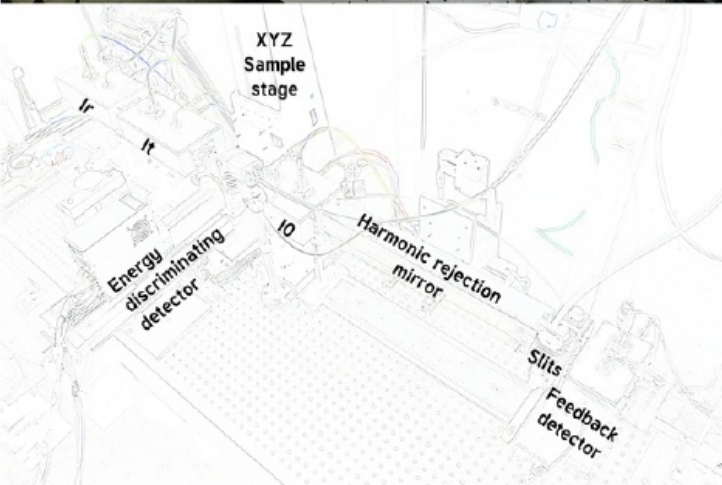 XYZ
Sample
stage
Ir
It
I0
Energy
discriminating
detector
Harmonic rejection
mirror
Slits
Feedback
detector